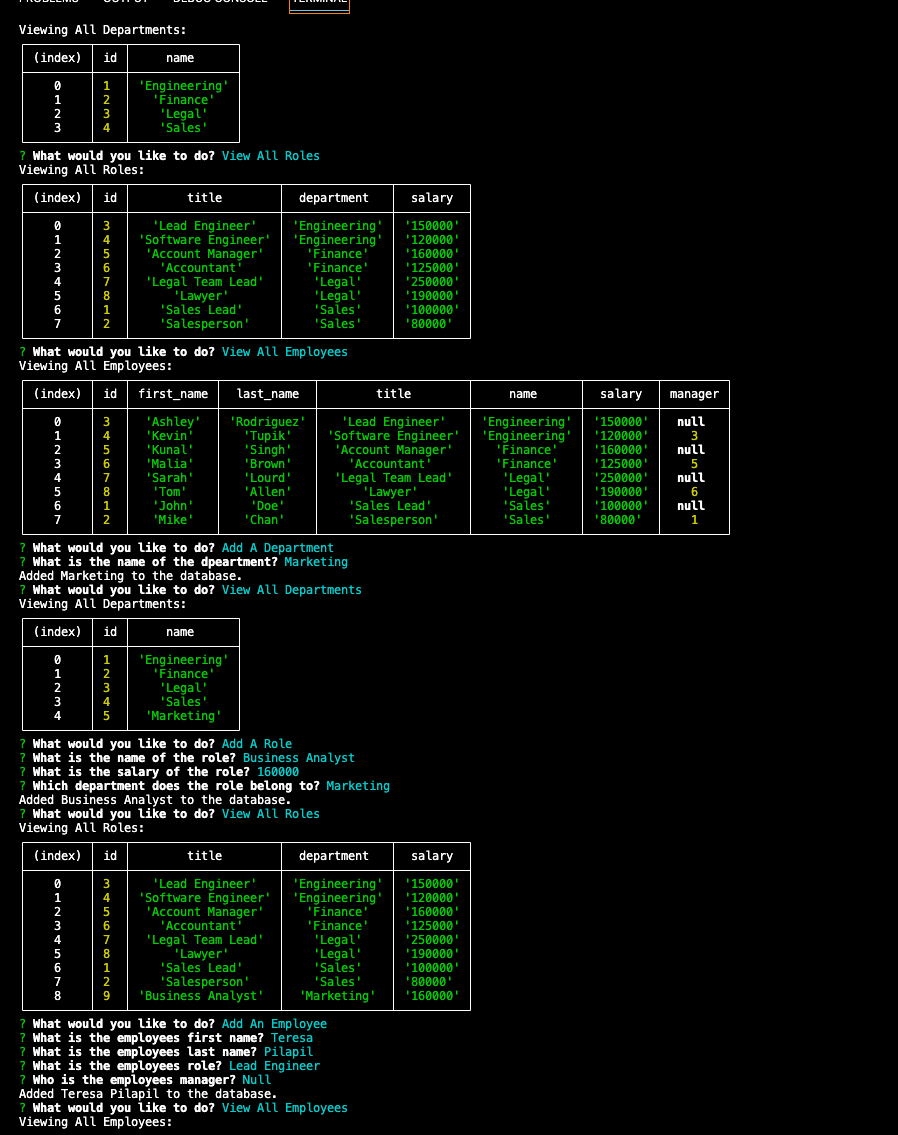 PROBLEMS OUTPUT DEBUG CONSOLE TERMINAL
Viewing All Departments:
(index) id name
0 1 'Engineering'
1 2 'Finance'
2 3 'Legal'
3 4 'Sales'
? What would you like to do? View All Roles
Viewing All Roles:
(index) id title department salary
0 3 'Lead Engineer' 'Engineering' '150000'
1 4 'Software Engineer' 'Engineering' '120000'
2 5 'Account Manager' 'Finance' '160000'
3 6 'Accountant' 'Finance' '125000'
4 7 'Legal Team Lead' 'Legal' '250000'
5 8 'Lawyer' 'Legal' '190000'
6 1 'Sales Lead' 'Sales' '100000'
7 2 'Salesperson' 'Sales' '80000'
? What would you like to do? View All Employees
Viewing All Employees:
(index) id first_name last_name title name salary manager
0 3 'Ashley' 'Rodriguez' 'Lead Engineer' 'Engineering' '150000' null
1 4 'Kevin' 'Tupik' 'Software Engineer' 'Engineering' '120000' 3
2 5 'Kunal' 'Singh' 'Account Manager' 'Finance' '160000' null
3 6 'Malia' 'Brown' 'Accountant' 'Finance' '125000' 5
4 7 'Sarah' 'Lourd' 'Legal Team Lead' 'Legal' '250000' null
5 8 'Tom' 'Allen' 'Lawyer' 'Legal' '190000' 6
6 1 'John' 'Doe' 'Sales Lead' 'Sales' '100000' null
7 2 'Mike' 'Chan' 'Salesperson' 'Sales' '80000' 1
? What would you like to do? Add A Department
? What is the name of the dpeartment? Marketing
Added Marketing to the database.
? What would you like to do? View All Departments
Viewing All Departments:
(index) id name
0 1 'Engineering'
1 2 'Finance'
2 3 'Legal'
3 4 'Sales'
4 5 'Marketing'
? What would you like to do? Add A Role
? What is the name of the role? Business Analyst
? What is the salary of the role? 160000
? Which department does the role belong to? Marketing
Added Business Analyst to the database.
? What would you like to do? View All Roles
Viewing All Roles:
(index) id title department salary
0 3 'Lead Engineer' 'Engineering' '150000'
1 4 'Software Engineer' 'Engineering' '120000'
2 5 'Account Manager' 'Finance' '160000'
3 6 'Accountant' 'Finance' '125000'
4 7 'Legal Team Lead' 'Legal' '250000'
5 8 'Lawyer' 'Legal' '190000'
6 1 'Sales Lead' 'Sales' '100000'
7 2 'Salesperson' 'Sales' '80000'
8 9 'Business Analyst' 'Marketing' '160000'
? What would you like to do? Add An Employee
? What is the employees first name? Teresa
? What is the employees last name? Pilapil
? What is the employees role? Lead Engineer
? Who is the employees manager? Null
Added Teresa Pilapil to the database.
? What would you like to do? View All Employees
Viewing All Employees: